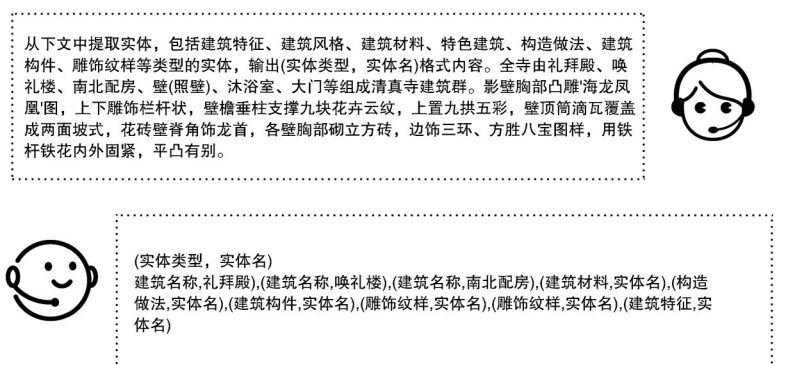 从下文中提取实体，包括建筑特征、建筑风格、建筑材料、特色建筑、构造做法、建筑
构件、雕饰纹样等类型的实体，输出(实体类型，实体名)格式内容。全寺由礼拜殿、唤
礼楼、南北配房、壁(照壁)、沐浴室、大门等组成清真寺建筑群。影壁胸部凸雕'海龙凤
凰'图，上下雕饰栏杆状，壁檐垂柱支撑九块花卉云纹，上置九拱五彩，壁顶筒滴瓦覆盖
成两面坡式，花砖壁脊角饰龙首，各壁胸部砌立方砖，边饰三环、方胜八宝图样，用铁
杆铁花内外固紧，平凸有别。
(实体类型，实体名)
建筑名称,礼拜殿),(建筑名称,唤礼楼),(建筑名称,南北配房),(建筑材料,实体名),(构造
做法,实体名),(建筑构件,实体名),(雕饰纹样,实体名),(雕饰纹样,实体名),(建筑特征,实
体名)